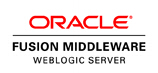 ORACLE
FUSION MIDDLEWARE
WEBLOGIC SERVER